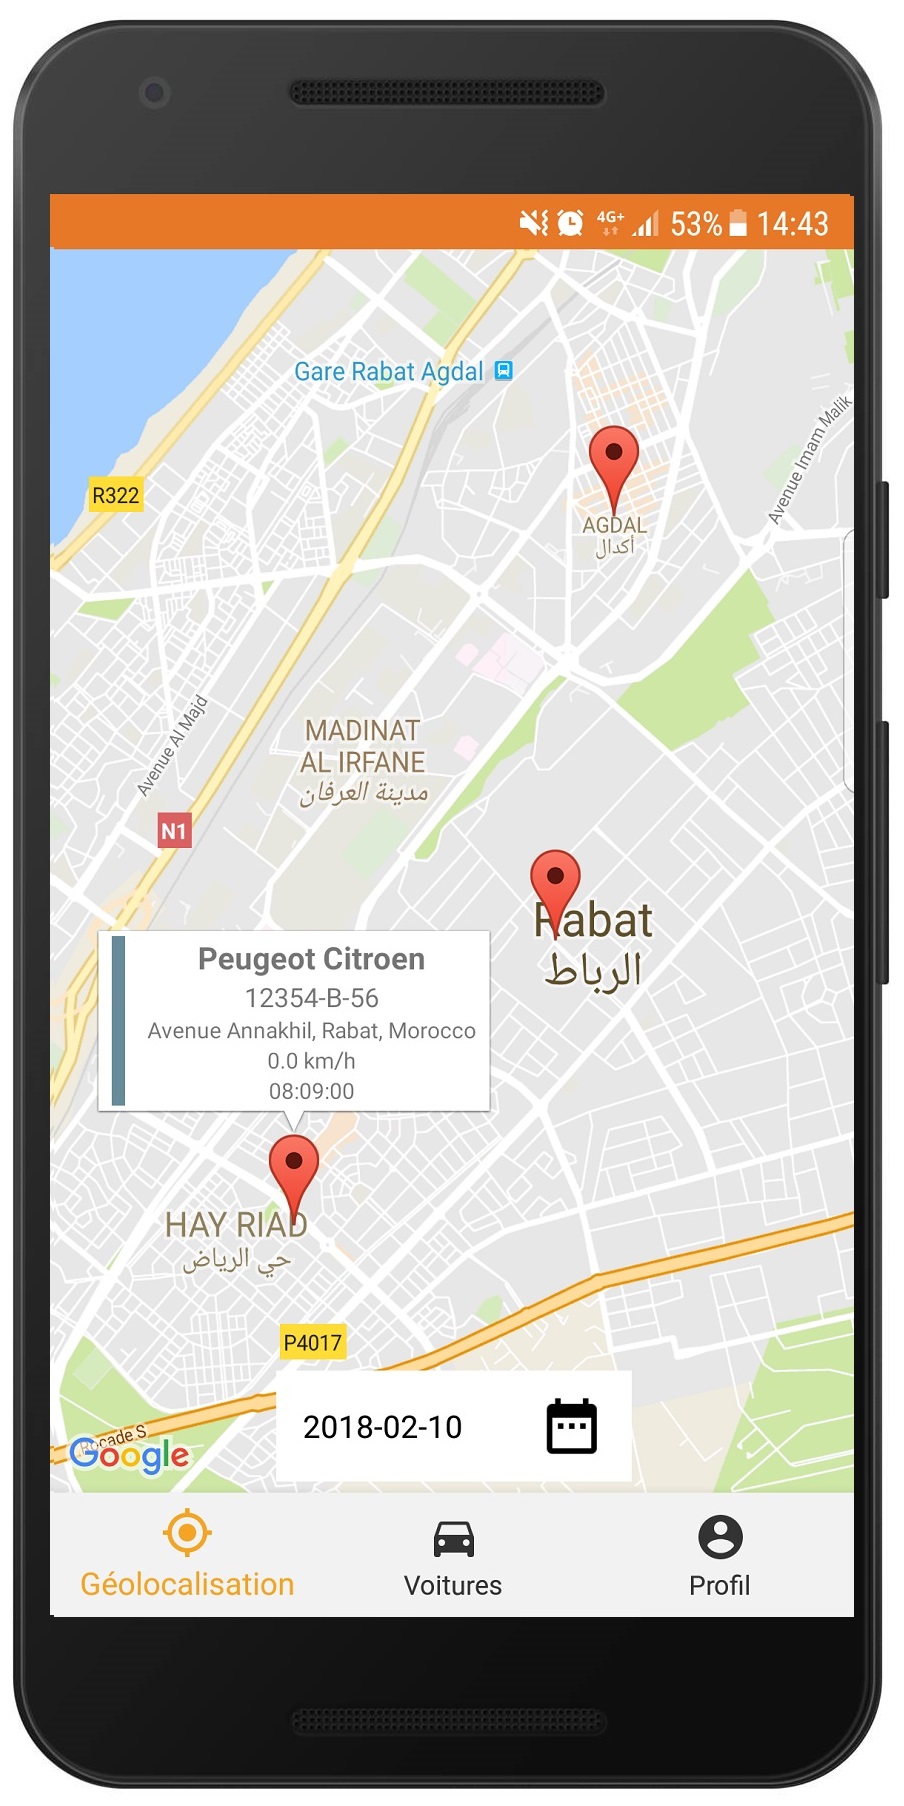 4G+ 53% 14:43
Gare Rabat Agdal
Avenue Imam Malik
R322
AGDAL
أكدال
Avenue Al Majd
MADINAT
AL IRFANE
مدينة العرفان
N1
Rabat
الرباط
Peugeot Citroen
12354-B-56
Avenue Annakhil, Rabat, Morocco
0.0 km/h
08:09:00
HAY RIAD
حي الرياض
P4017
2018-02-10
Rocade S
Google
Géolocalisation
Voitures
Profil